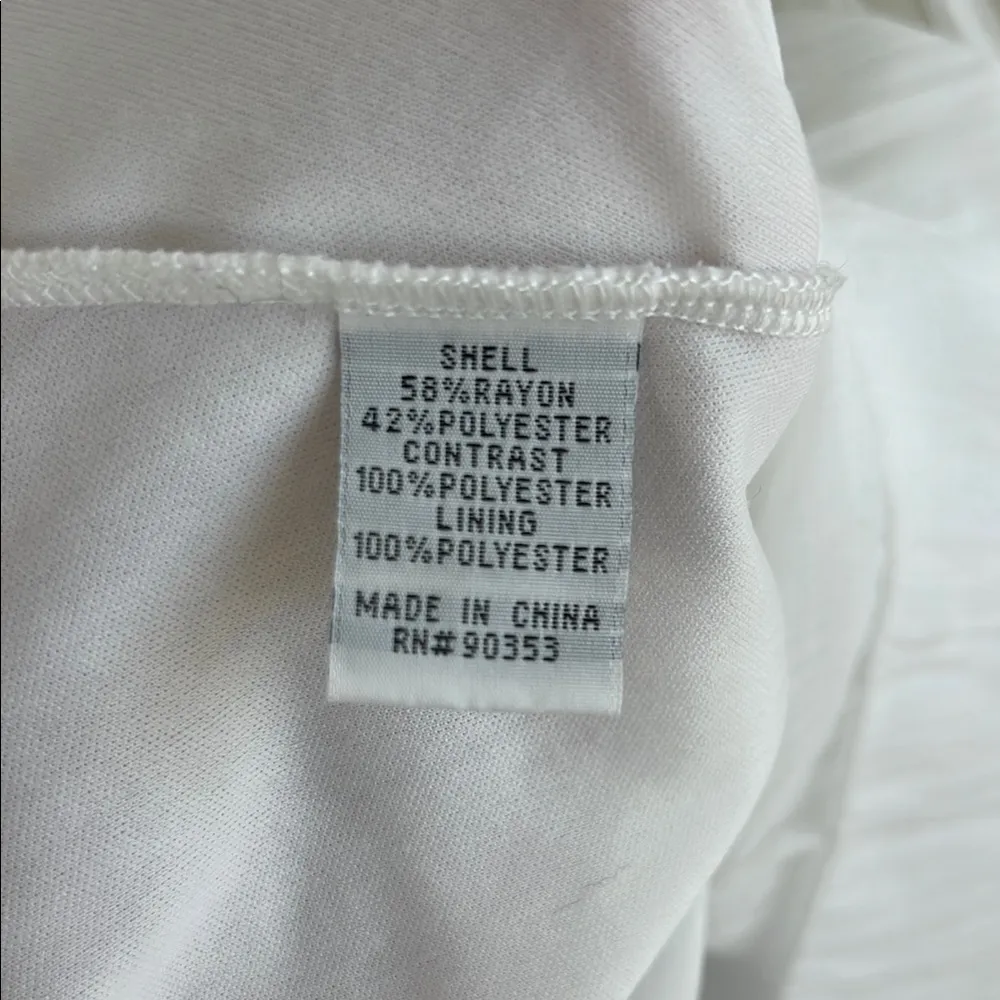 SHELL
58%RAYON
42%POLYESTER
CONTRAST
100%POLYESTER
LINING
100%POLYESTER
MADE IN CHINA
RN#90353